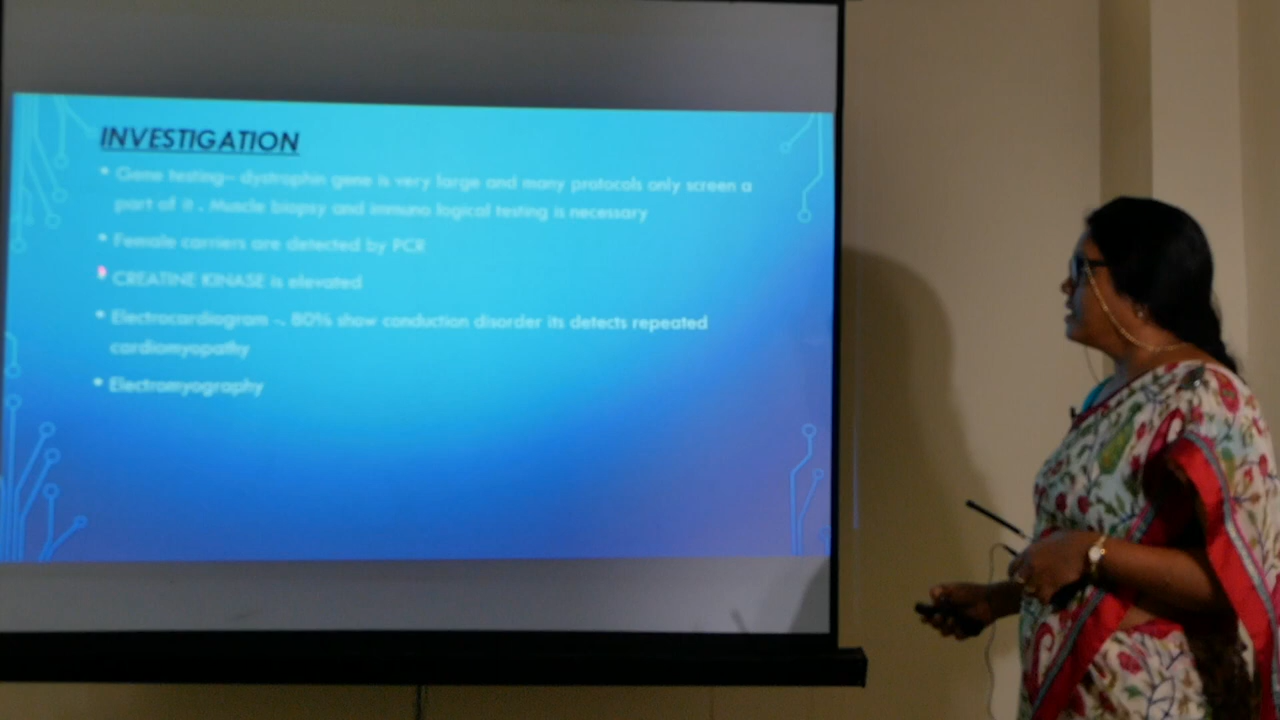 INVESTIGATION
• Gene testing– dystrophin gene is very large and many protocols only screen a
part of it . Muscle biopsy and immuno logical testing is necessary
• Female carriers are detected by PCR
• CREATINE KINASE is elevated
• Electrocardiogram -. 80% show conduction disorder its detects repeated
cardiomyopathy
• Electromyography